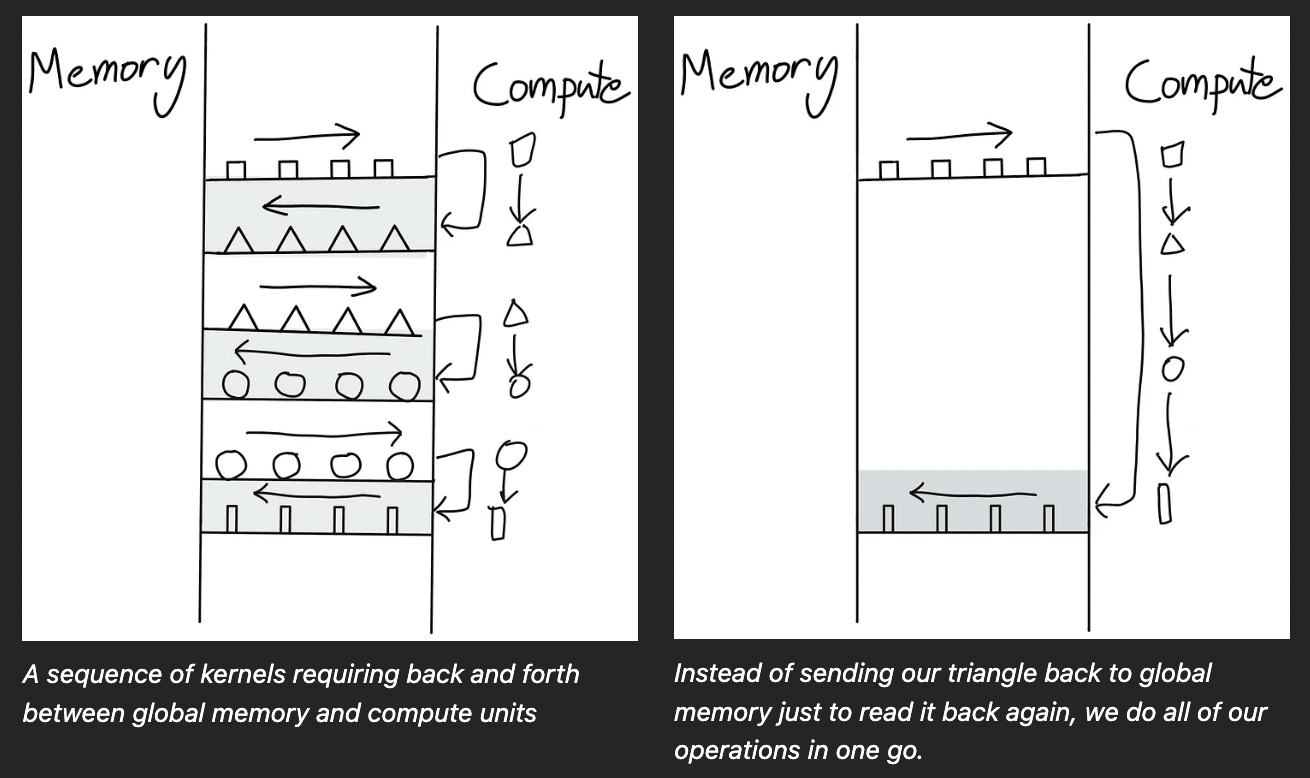 Memory
Compute
A sequence of kernels requiring back and forth
between global memory and compute units
Memory
Compute
Instead of sending our triangle back to global
memory just to read it back again, we do all of our
operations in one go.